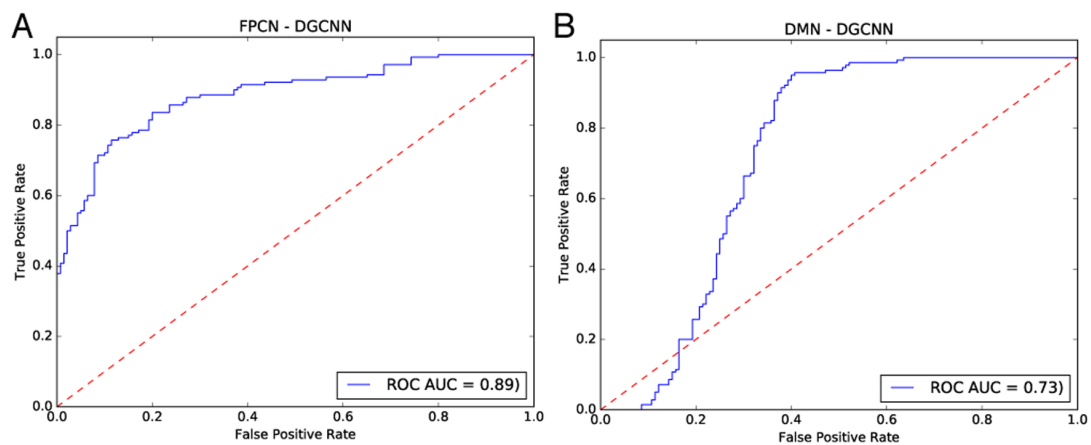 A
FPCN - DGCNN
1.0
0.8
0.6
0.4
0.2
0.0
True Positive Rate
0.0 0.2 0.4 0.6 0.8 1.0
False Positive Rate
ROC AUC = 0.89)
B
DMN - DGCNN
1.0
0.8
0.6
0.4
0.2
0.0
True Positive Rate
0.0 0.2 0.4 0.6 0.8 1.0
False Positive Rate
ROC AUC = 0.73)